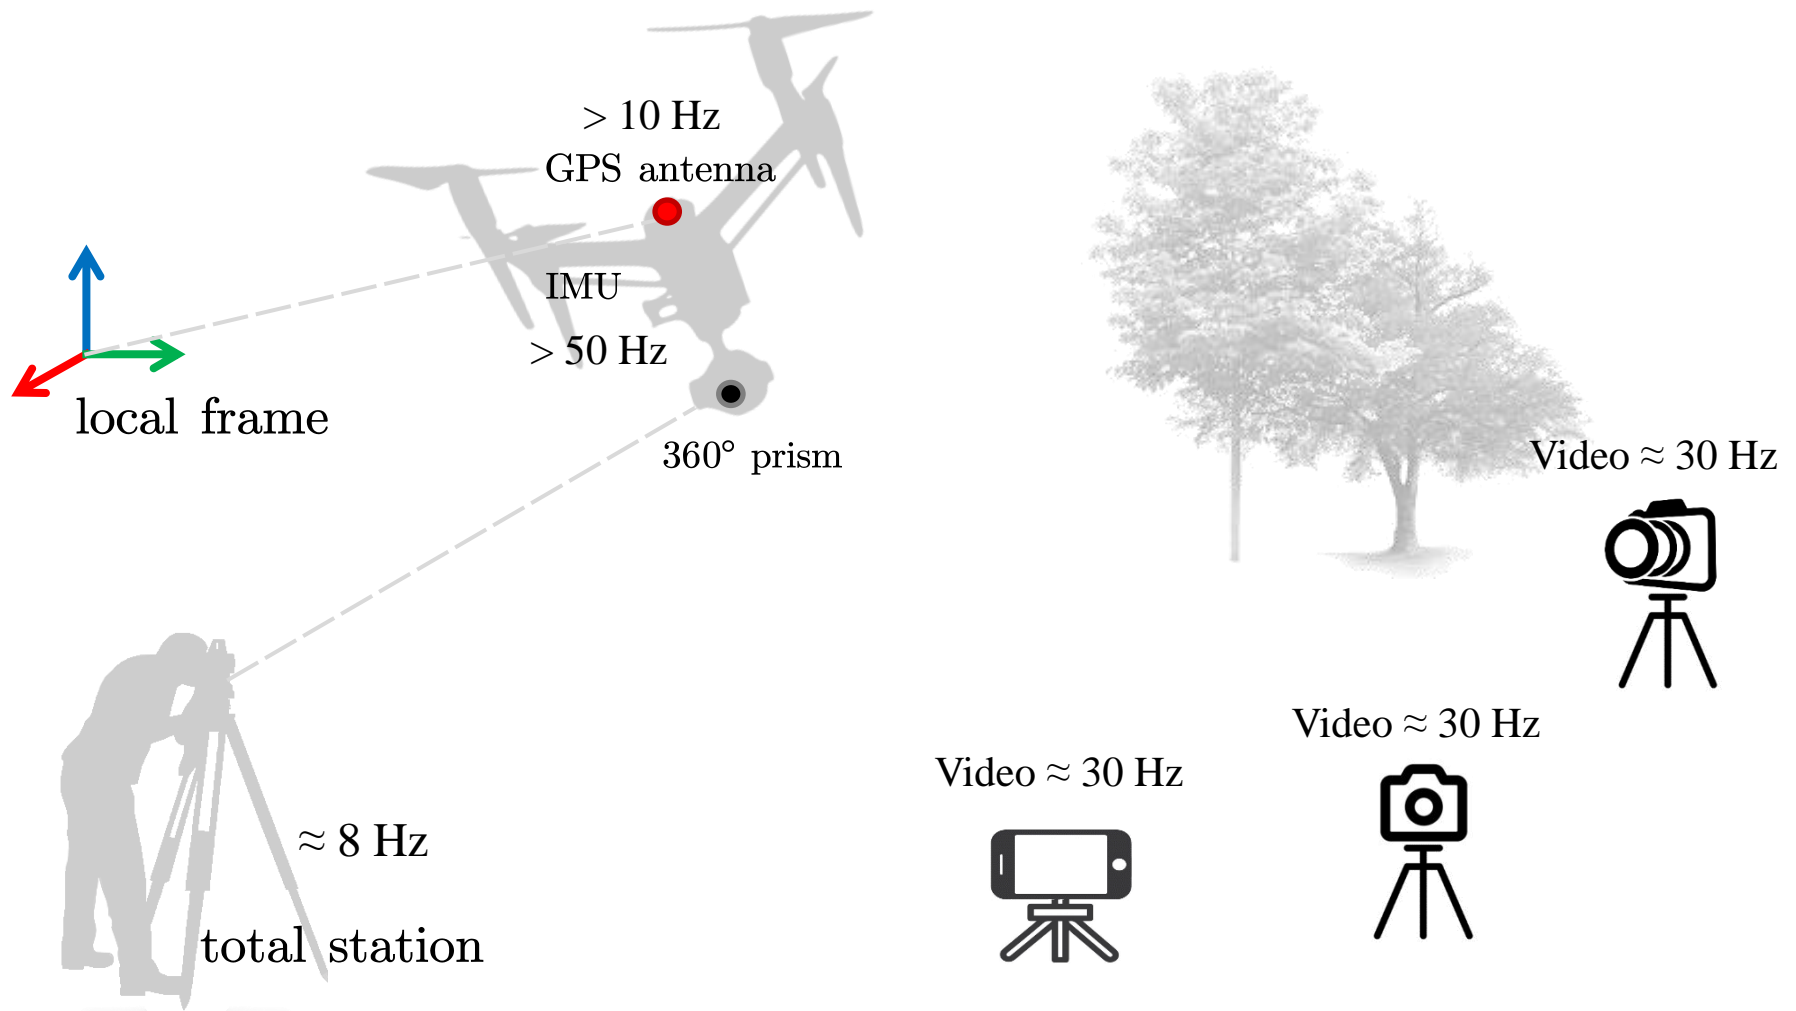 > 10 Hz
GPS antenna
IMU
> 50 Hz
local frame
360° prism
Video ≈ 30 Hz
Video ≈ 30 Hz
Video ≈ 30 Hz
≈ 8 Hz
total station